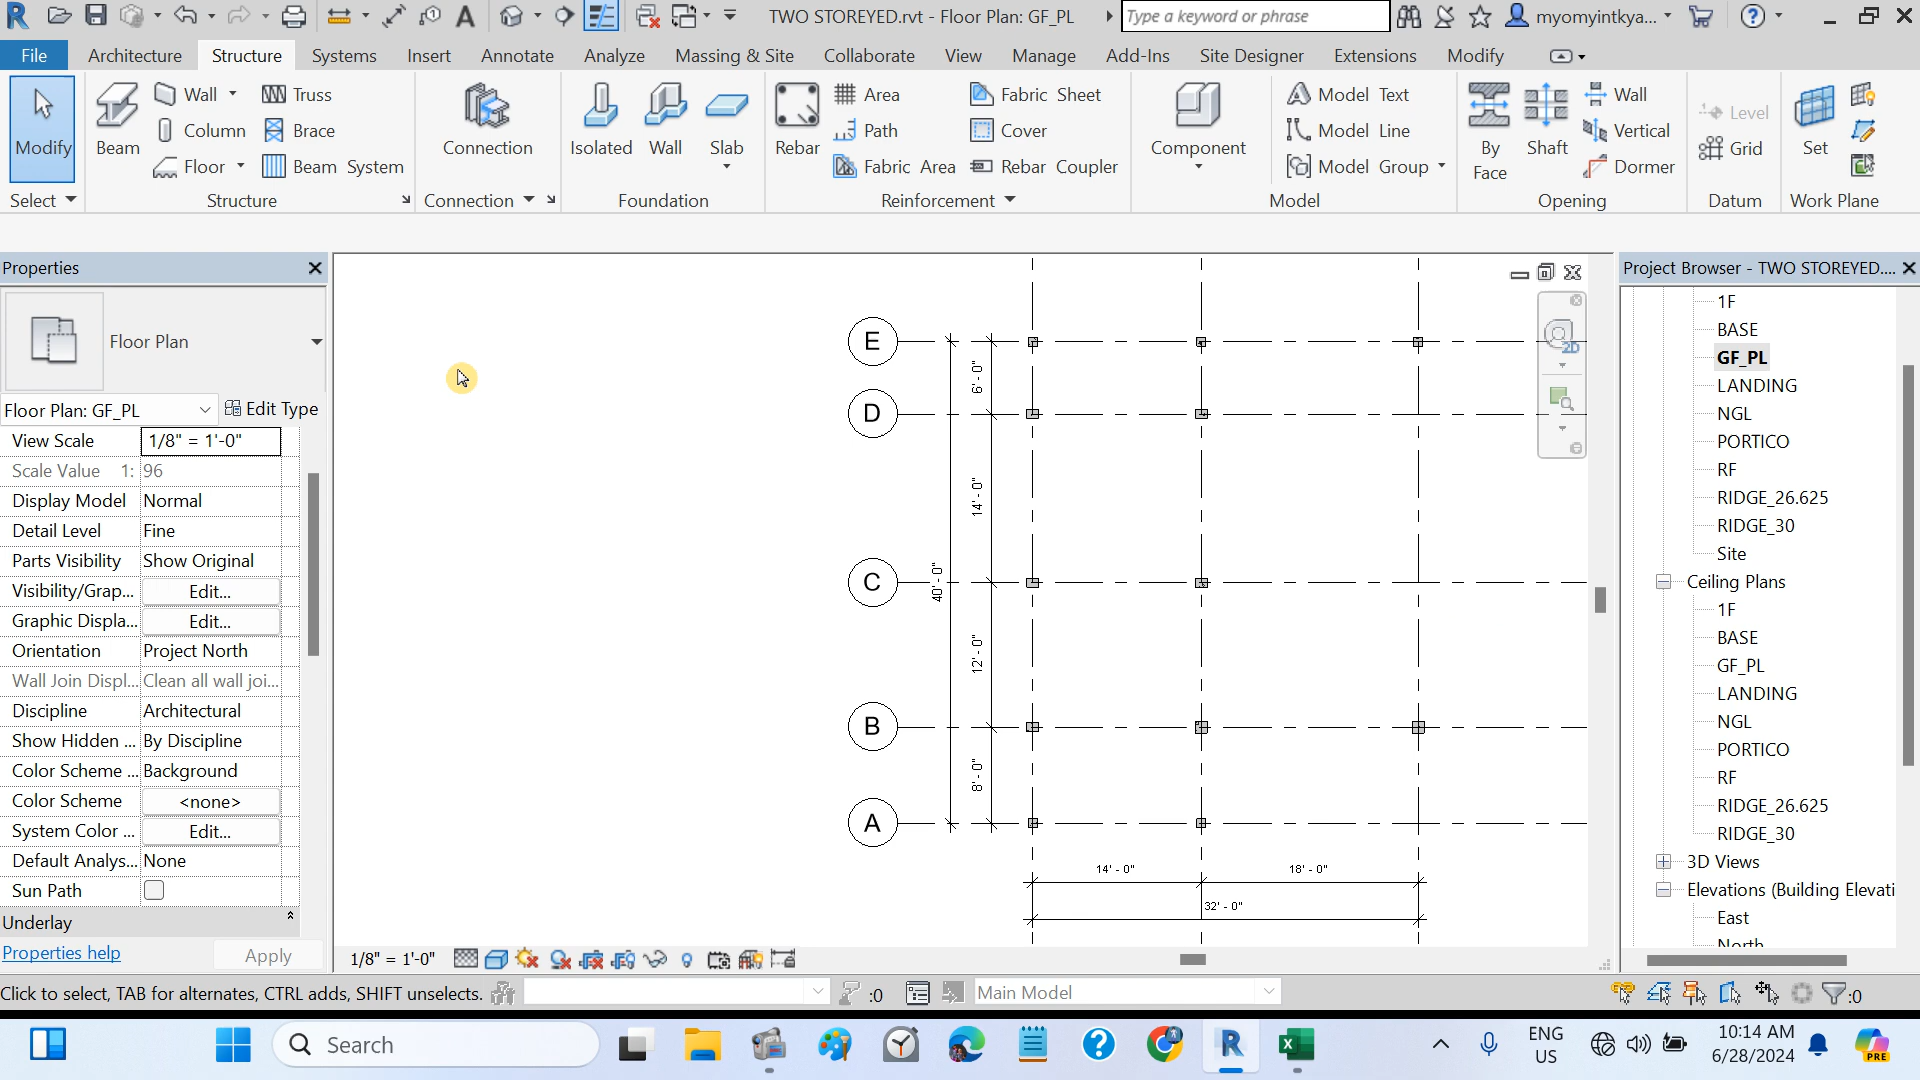 TWO STOREYED.rvt - Floor Plan: GF_PL
Type a keyword or phrase
myomyintkya...
File Architecture Structure Systems Insert Annotate Analyze Massing & Site Collaborate View Manage Add-Ins Site Designer Extensions Modify
Modify
Select
Beam
Wall
Column
Floor
Truss
Brace
Beam System
Structure
Connection
Connection
Isolated
Wall
Slab
Foundation
Rebar
Area
Path
Fabric Area
Fabric Sheet
Cover
Rebar Coupler
Reinforcement
Component
Model Text
Model Line
Model Group
Model
By
Face
Shaft
Wall
Vertical
Dormer
Opening
Level
Grid
Datum
Set
Work Plane
Properties
Floor Plan
Floor Plan: GF_PL
Edit Type
View Scale 1/8" = 1'-0"
Scale Value 1: 96
Display Model Normal
Detail Level Fine
Parts Visibility Show Original
Visibility/Grap... Edit...
Graphic Displa... Edit...
Orientation Project North
Wall Join Displ... Clean all wall joi...
Discipline Architectural
Show Hidden ... By Discipline
Color Scheme ... Background
Color Scheme <none>
System Color ... Edit...
Default Analys... None
Sun Path
Underlay
Properties help
Apply
E
D
C
B
A
6' - 0"
14' - 0"
12' - 0"
8' - 0"
40' - 0"
14' - 0"
18' - 0"
32' - 0"
2D
1/8" = 1'-0"
Project Browser - TWO STOREYED....
1F
BASE
GF_PL
LANDING
NGL
PORTICO
RF
RIDGE_26.625
RIDGE_30
Site
Ceiling Plans
1F
BASE
GF_PL
LANDING
NGL
PORTICO
RF
RIDGE_26.625
RIDGE_30
3D Views
Elevations (Building Elevati
East
North
Click to select, TAB for alternates, CTRL adds, SHIFT unselects.
:0
Main Model
:0
Search
ENG
US
10:14 AM
6/28/2024
PRE